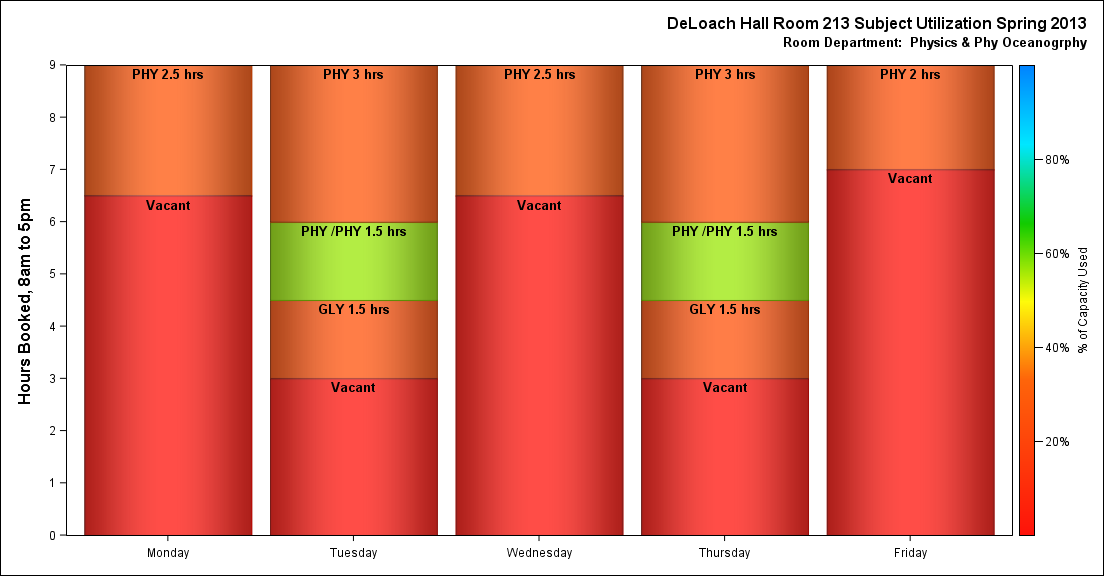 DeLoach Hall Room 213 Subject Utilization Spring 2013
Room Department:  Physics & Phy Oceanogrphy
Hours Booked, 8am to 5pm
9
8
7
6
5
4
3
2
1
0
PHY 2.5 hrs
Vacant
PHY 3 hrs
PHY /PHY 1.5 hrs
GLY 1.5 hrs
Vacant
PHY 2.5 hrs
Vacant
PHY 3 hrs
PHY /PHY 1.5 hrs
GLY 1.5 hrs
Vacant
PHY 2 hrs
Vacant
Monday
Tuesday
Wednesday
Thursday
Friday
80%
60%
40%
20%
% of Capacity Used